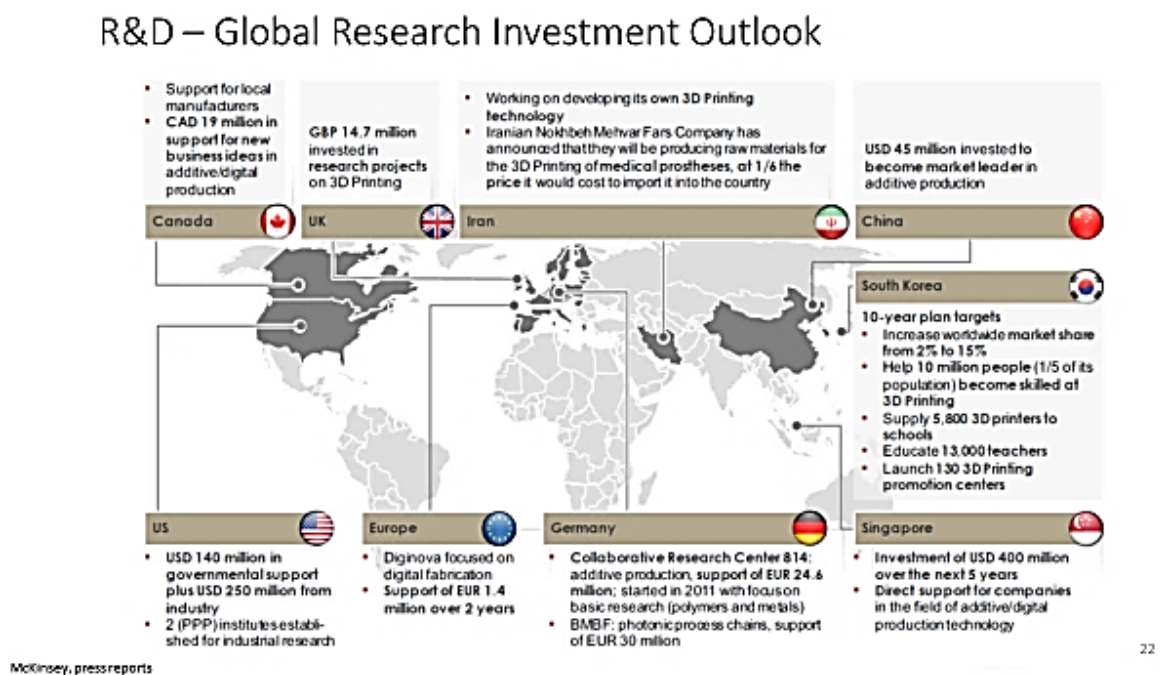 R&D – Global Research Investment Outlook
• Support for local
manufacturers
• CAD 19 million in
support for new
business ideas in
additive/digital
production
GBP 14.7 million
invested in
research projects
on 3D Printing
• Working on developing its own 3D Printing
technology
• Iranian Nokhbeh Mehvar Fars Company has
announced that they will be producing raw materials for
the 3D Printing of medical prostheses, at 1/6 the
price it would cost to import it into the country
USD 45 million invested to
become market leader in
additive production
Canada
UK
Iran
China
South Korea
10-year plan targets
• Increase worldwide market share
from 2% to 15%
• Help 10 million people (1/5 of its
population) become skilled at
3D Printing
• Supply 5,800 3D printers to
schools
• Educate 13,000 teachers
• Launch 130 3D Printing
promotion centers
US
• USD 140 million in
governmental support
plus USD 250 million from
industry
• 2 (PPP) institutes establi-
shed for industrial research
Europe
• Diginova focused on
digital fabrication
• Support of EUR 1.4
million over 2 years
Germany
• Collaborative Research Center 814:
additive production, support of EUR 24.6
million; started in 2011 with focus on
basic research (polymers and metals)
• BMBF: photonic process chains, support
of EUR 30 million
Singapore
• Investment of USD 400 million
over the next 5 years
• Direct support for companies
in the field of additive/digital
production technology
22
McKinsey, press reports